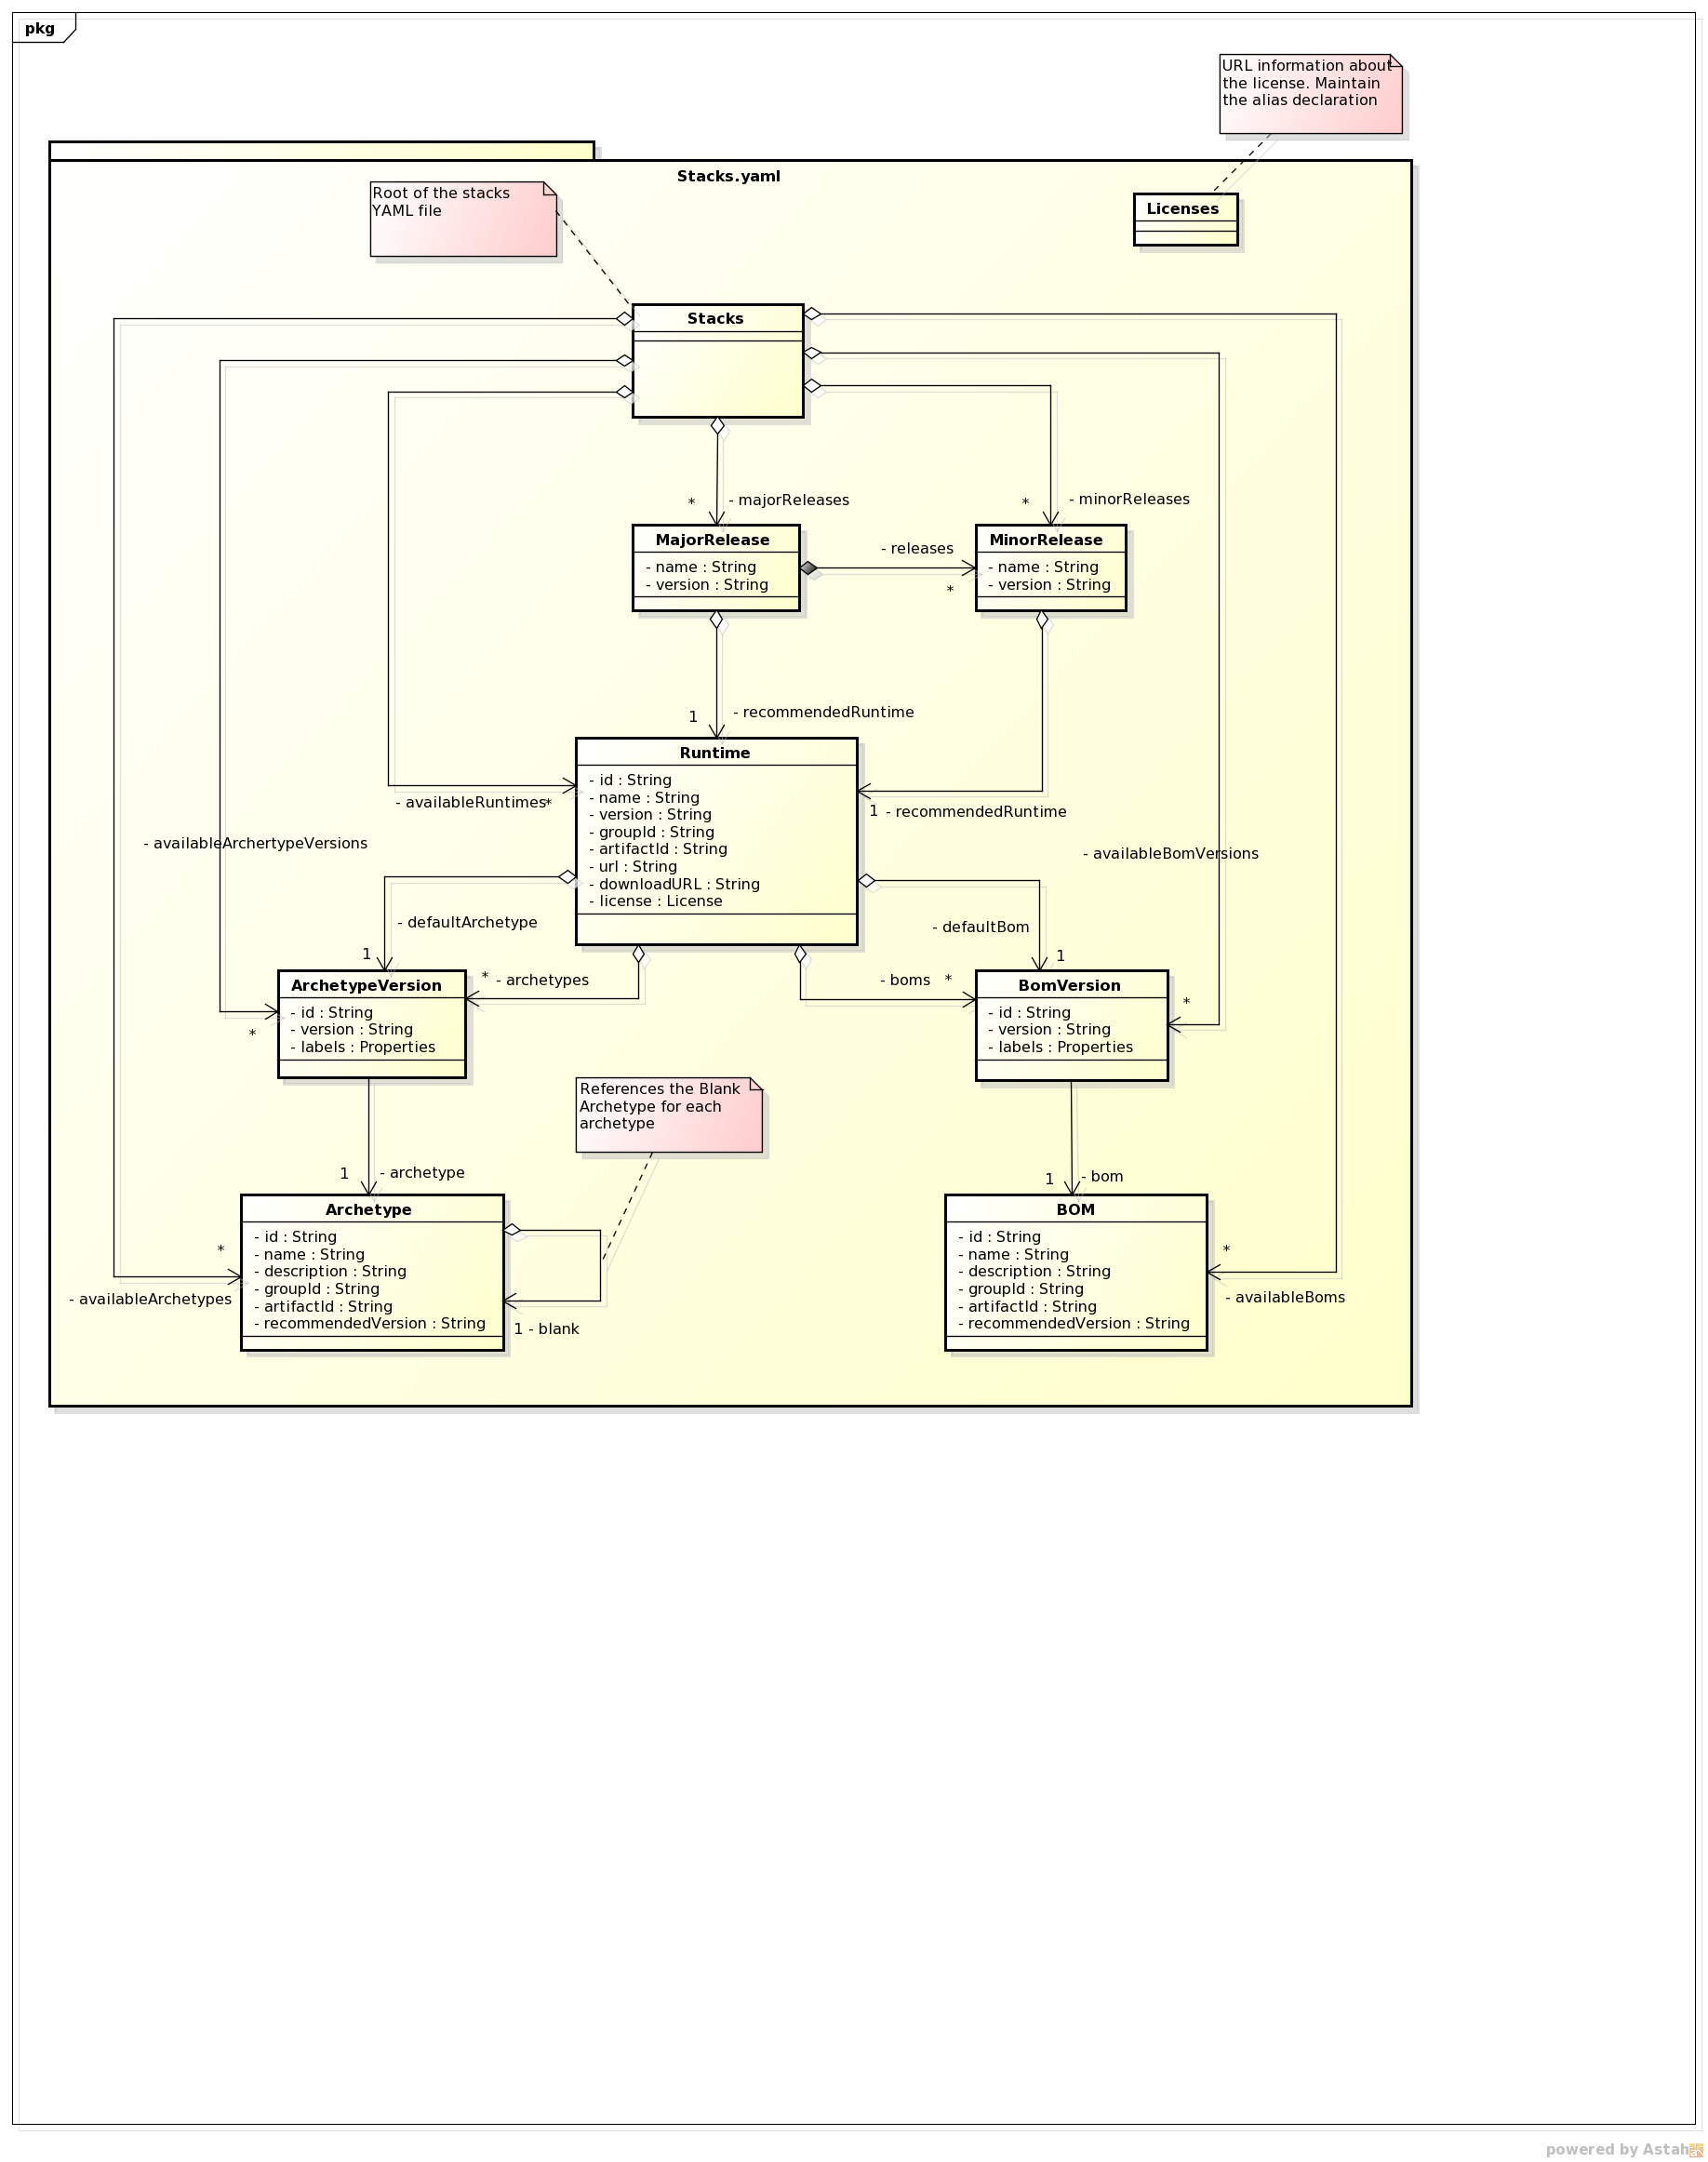 pkg
URL information about
the license. Maintain
the alias declaration
Stacks.yaml
Root of the stacks
YAML file
Licenses
Stacks
*
- majorReleases
*
- minorReleases
MajorRelease
- name : String
- version : String
- releases
*
MinorRelease
- name : String
- version : String
1
- recommendedRuntime
Runtime
- id : String
- name : String
- version : String
- groupId : String
- artifactId : String
- url : String
- downloadURL : String
- license : License
- availableRuntimes*
1 - recommendedRuntime
- availableArchertypeVersions
- availableBomVersions
- defaultArchetype
1
- defaultBom
1
* - archetypes
- boms *
ArchetypeVersion
- id : String
- version : String
- labels : Properties
*
BomVersion
- id : String
- version : String
- labels : Properties
*
References the Blank
Archetype for each
archetype
1 - archetype
1 - bom
Archetype
- id : String
- name : String
- description : String
- groupId : String
- artifactId : String
- recommendedVersion : String
*
- availableArchetypes
1 - blank
BOM
- id : String
- name : String
- description : String
- groupId : String
- artifactId : String
- recommendedVersion : String
*
- availableBoms
powered by Astah